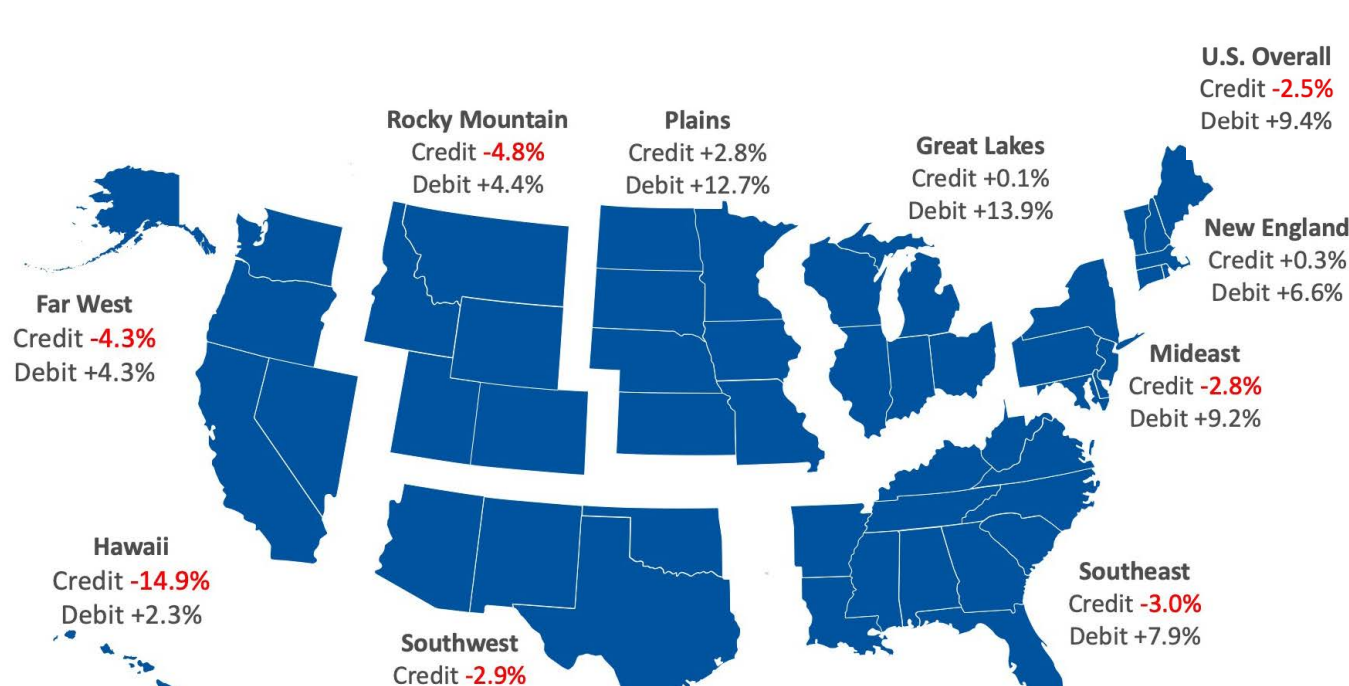 U.S. Overall
Credit -2.5%
Debit +9.4%
Rocky Mountain
Credit -4.8%
Debit +4.4%
Plains
Credit +2.8%
Debit +12.7%
Great Lakes
Credit +0.1%
Debit +13.9%
New England
Credit +0.3%
Debit +6.6%
Far West
Credit -4.3%
Debit +4.3%
Mideast
Credit -2.8%
Debit +9.2%
Hawaii
Credit -14.9%
Debit +2.3%
Southeast
Credit -3.0%
Debit +7.9%
Southwest
Credit -2.9%